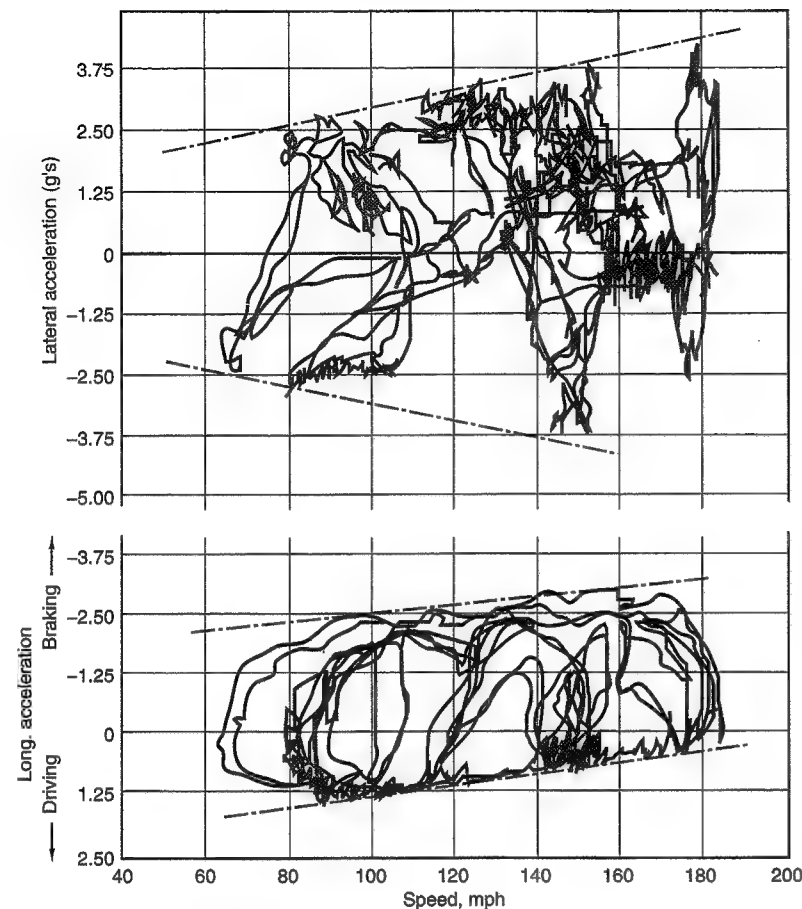 Lateral acceleration (g's)
3.75
2.50
1.25
0
-1.25
-2.50
-3.75
-5.00
Long. acceleration
Driving
Braking
-3.75
-2.50
-1.25
0
1.25
2.50
40 60 80 100 120 140 160 180 200
Speed, mph